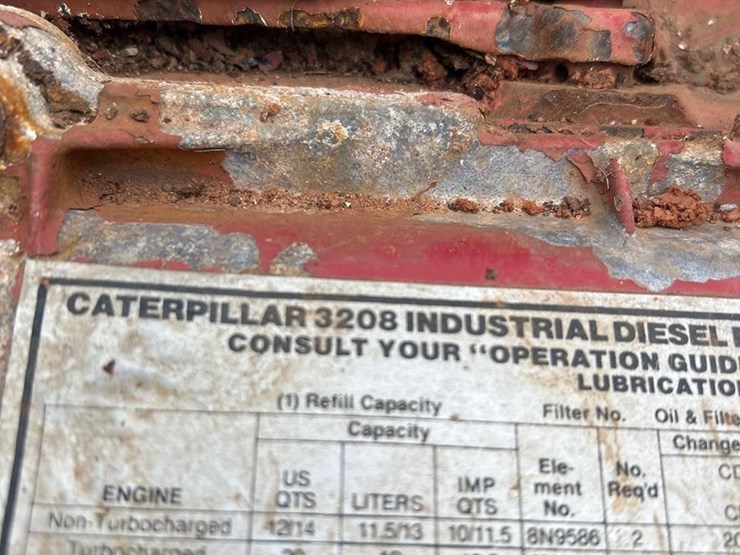 CATERPILLAR 3208 INDUSTRIAL DIESEL
CONSULT YOUR "OPERATION GUID
LUBRICATIO
(1) Refill Capacity Filter No. Oil & Filte
Capacity Change
ENGINE US QTS LITERS IMP QTS Ele-ment No. No. Req'd
Non-Turbocharged 12/14 11.5/13 10/11.5 8N9586 2
Turbocharged